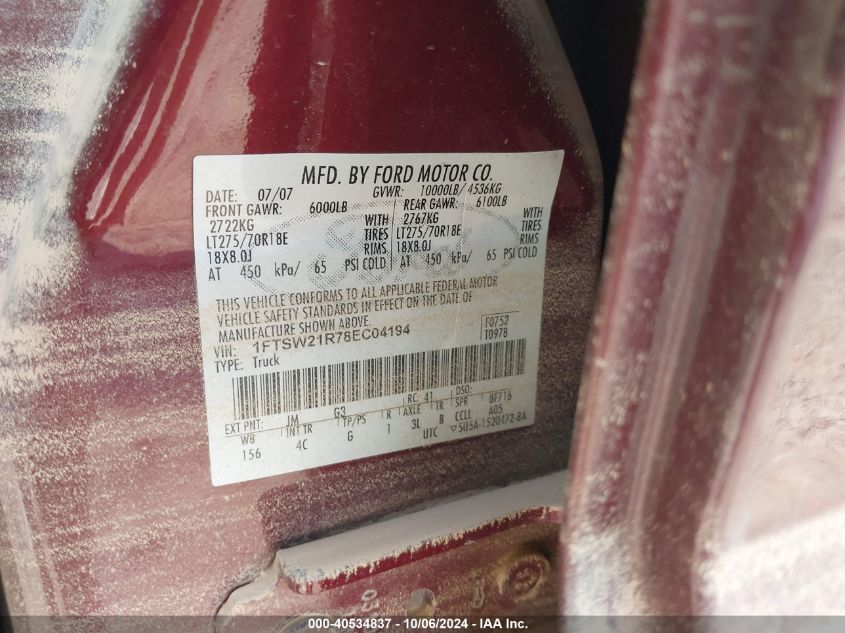 MFD. BY FORD MOTOR CO.
DATE: 07/07 GVWR: 10000LB/ 4536KG
FRONT GAWR: 6000LB REAR GAWR: 6100LB
2722KG WITH 2767KG WITH
LT275/70R18E TIRES LT275/70R18E TIRES
18X8.0J RIMS 18X8.0J RIMS
AT 450 kPa/ 65 PSI COLD AT 450 kPa/ 65 PSI COLD
THIS VEHICLE CONFORMS TO ALL APPLICABLE FEDERAL MOTOR
VEHICLE SAFETY STANDARDS IN EFFECT ON THE DATE OF
MANUFACTURE SHOWN ABOVE.
VIN: 1FTSW21R78EC04194
F0752
T0978
TYPE: Truck
EXT PNT: JM G3 RC: 41 DSO:
WB INT TR TP/PS R AXLE TR SPR BF/16
156 4C G 1 3L B CCLL A05
UTC ▽5U5A-1520472-BA
000-40534837 - 10/06/2024 - IAA Inc.